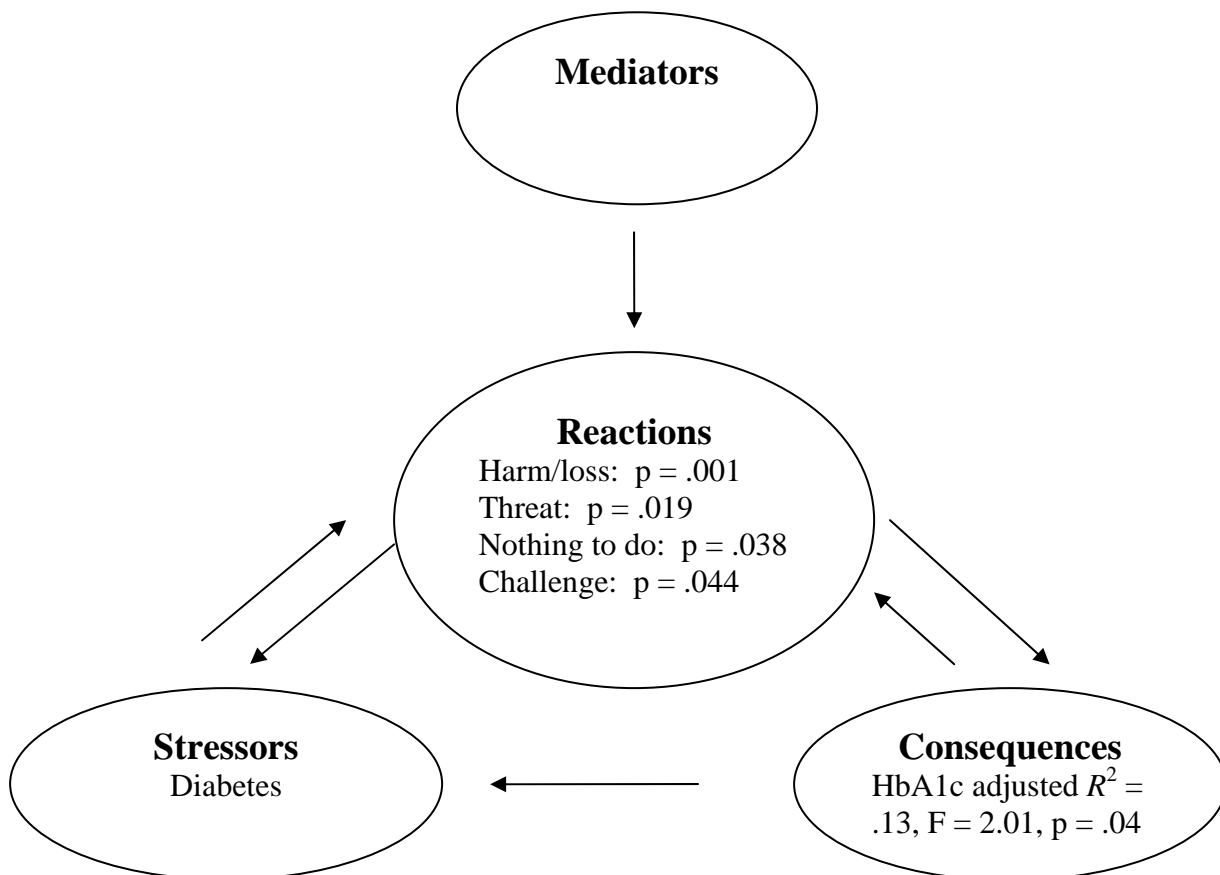 Mediators
Reactions
Harm/loss:  p = .001
Threat:  p = .019
Nothing to do:  p = .038
Challenge:  p = .044
Stressors
Diabetes
Consequences
HbA1c adjusted R² =
.13, F = 2.01, p = .04